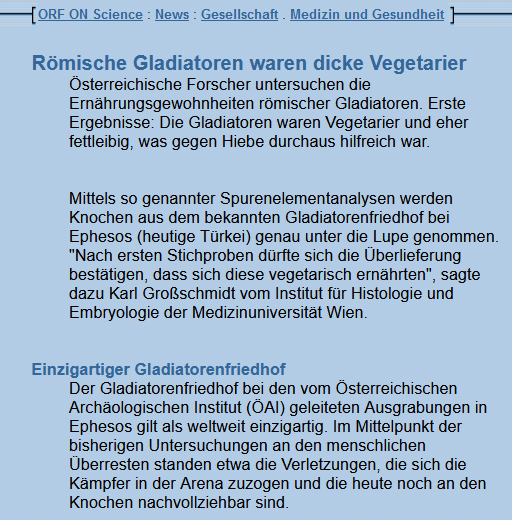 [ ORF ON Science : News : Gesellschaft . Medizin und Gesundheit ]
Römische Gladiatoren waren dicke Vegetarier
Österreichische Forscher untersuchen die
Ernährungsgewohnheiten römischer Gladiatoren. Erste
Ergebnisse: Die Gladiatoren waren Vegetarier und eher
fettleibig, was gegen Hiebe durchaus hilfreich war.
Mittels so genannter Spurenelementanalysen werden
Knochen aus dem bekannten Gladiatorenfriedhof bei
Ephesos (heutige Türkei) genau unter die Lupe genommen.
"Nach ersten Stichproben dürfte sich die Überlieferung
bestätigen, dass sich diese vegetarisch ernährten", sagte
dazu Karl Großschmidt vom Institut für Histologie und
Embryologie der Medizinuniversität Wien.
Einzigartiger Gladiatorenfriedhof
Der Gladiatorenfriedhof bei den vom Österreichischen
Archäologischen Institut (ÖAI) geleiteten Ausgrabungen in
Ephesos gilt als weltweit einzigartig. Im Mittelpunkt der
bisherigen Untersuchungen an den menschlichen
Überresten standen etwa die Verletzungen, die sich die
Kämpfer in der Arena zuzogen und die heute noch an den
Knochen nachvollziehbar sind.